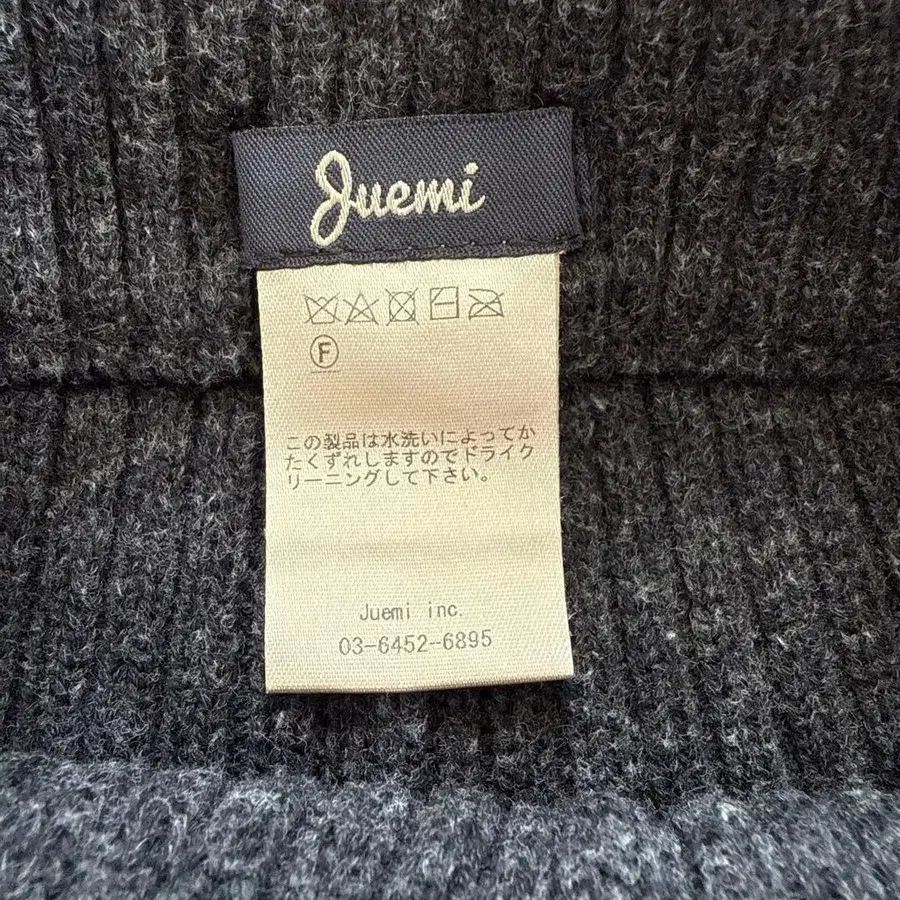 Juemi
F
この製品は水洗いによってか
たくずれしますのでドライク
リーニングして下さい。
Juemi inc.
03-6452-6895